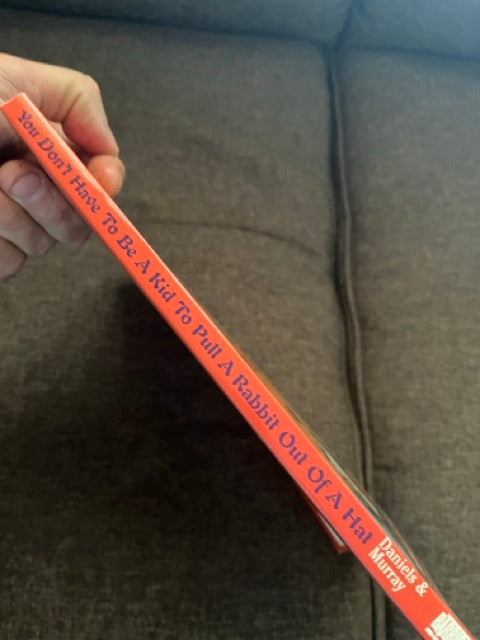 You Don't Have To Be A Kid To Pull A Rabbit Out Of A Hat
Daniels &
Murray